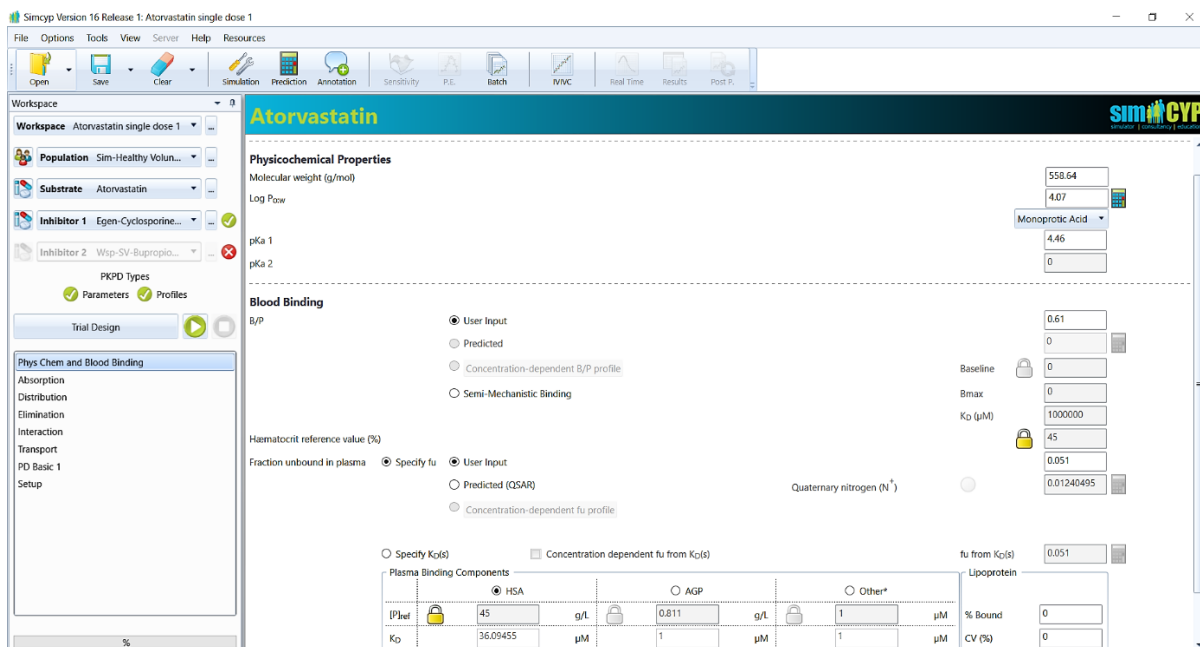 Simcyp Version 16 Release 1: Atorvastatin single dose 1
File Options Tools View Server Help Resources
Open Save Clear Simulation Prediction Annotation Sensitivity P.E. Batch IVIVC Real Time Results Post P.
Workspace
Workspace Atorvastatin single dose 1 ...
Population Sim-Healthy Volun... ...
Substrate Atorvastatin ...
Inhibitor 1 Egen-Cyclosporine... ...
Inhibitor 2 Wsp-SV-Bupropio... ...
PKPD Types
Parameters Profiles
Trial Design
Phys Chem and Blood Binding
Absorption
Distribution
Elimination
Interaction
Transport
PD Basic 1
Setup
%
Atorvastatin
simCYP
simulator | consultancy | education
Physicochemical Properties
Molecular weight (g/mol) 558.64
Log Po:w 4.07
Monoprotic Acid
pKa 1 4.46
pKa 2 0
Blood Binding
B/P User Input 0.61
Predicted 0
Concentration-dependent B/P profile Baseline 0
Semi-Mechanistic Binding Bmax 0
KD (µM) 1000000
Hæmatocrit reference value (%) 45
Fraction unbound in plasma Specify fu User Input 0.051
Predicted (QSAR) Quaternary nitrogen (N+) 0.01240495
Concentration-dependent fu profile
Specify KD(s) Concentration dependent fu from KD(s) fu from KD(s) 0.051
Plasma Binding Components Lipoprotein
HSA AGP Other*
[P]ref 45 g/L 0.811 g/L 1 µM % Bound 0
KD 36.09455 µM 1 µM 1 µM CV (%) 0